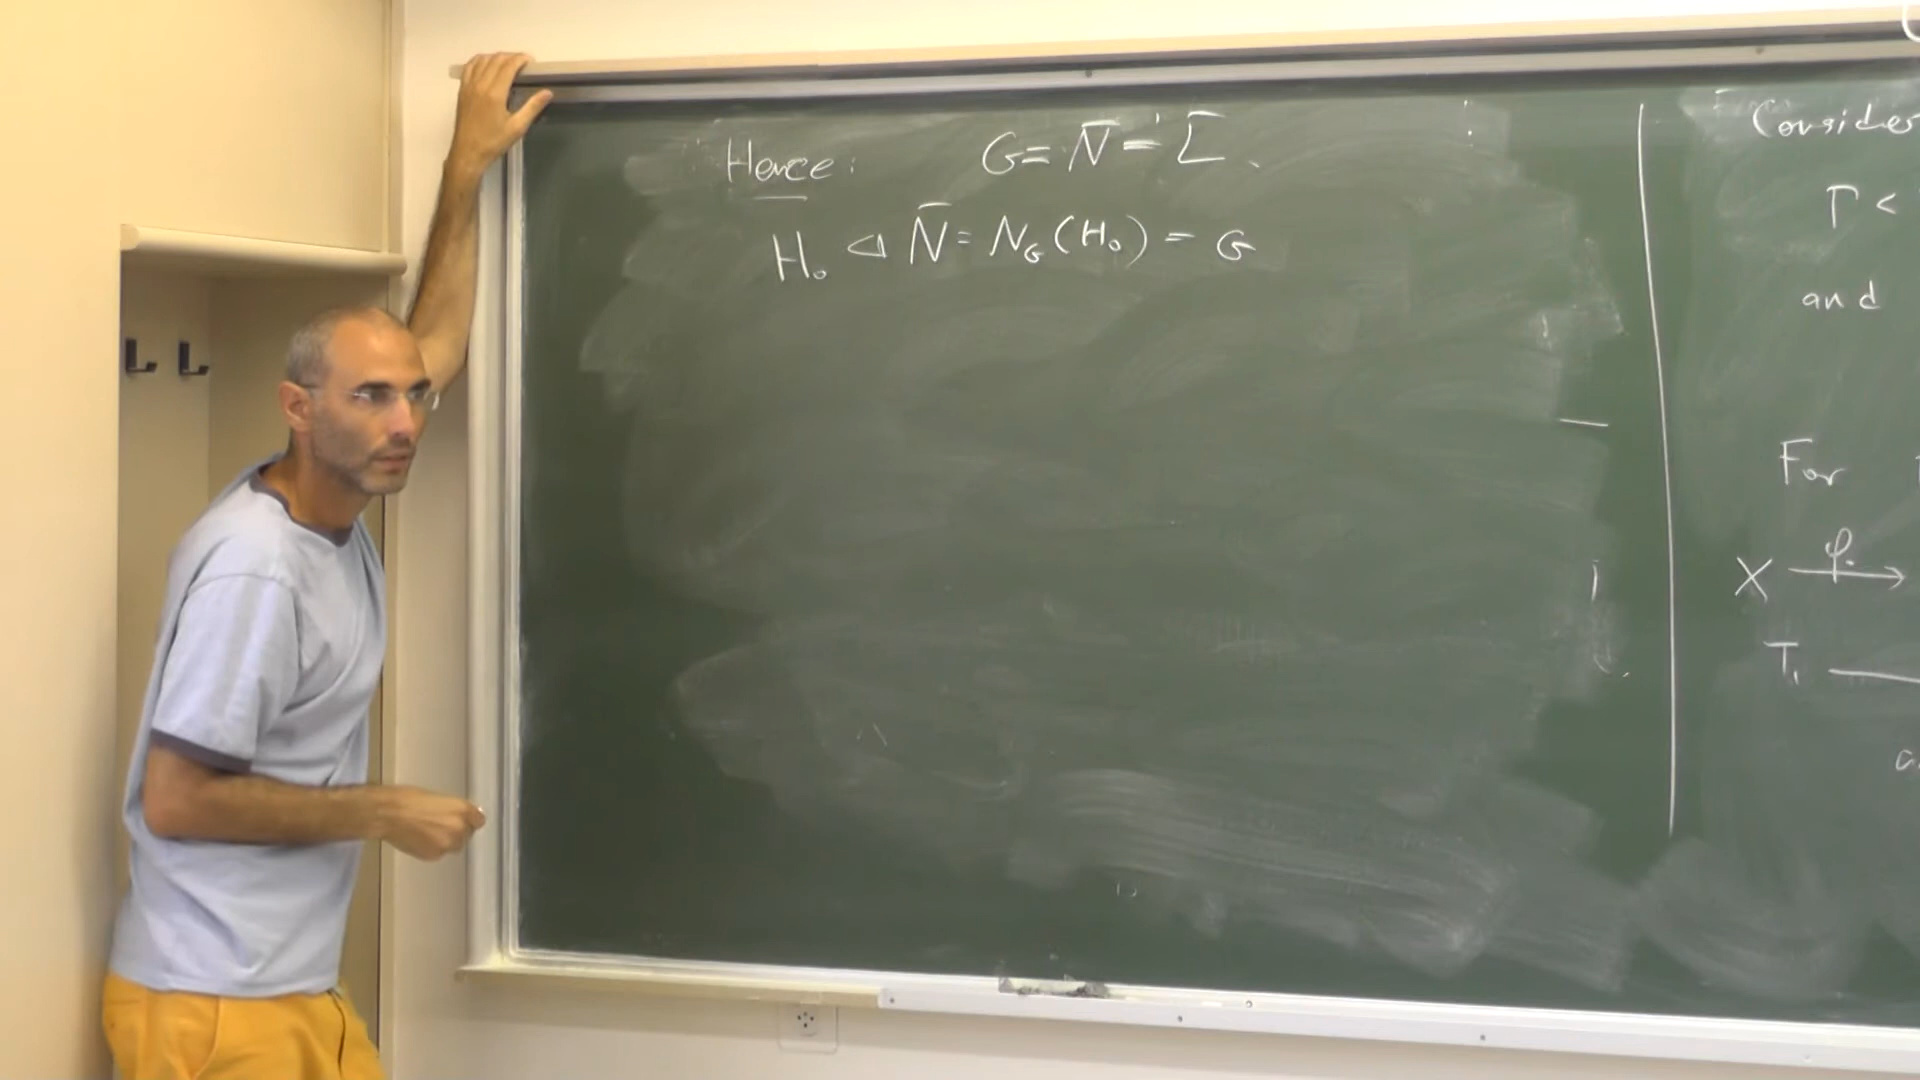 Hence: G = N̅ = L̅.
H₀ ◁ N̅ = N_G(H₀) = G
Consider
Γ <
and
For
X →^φ
T₁